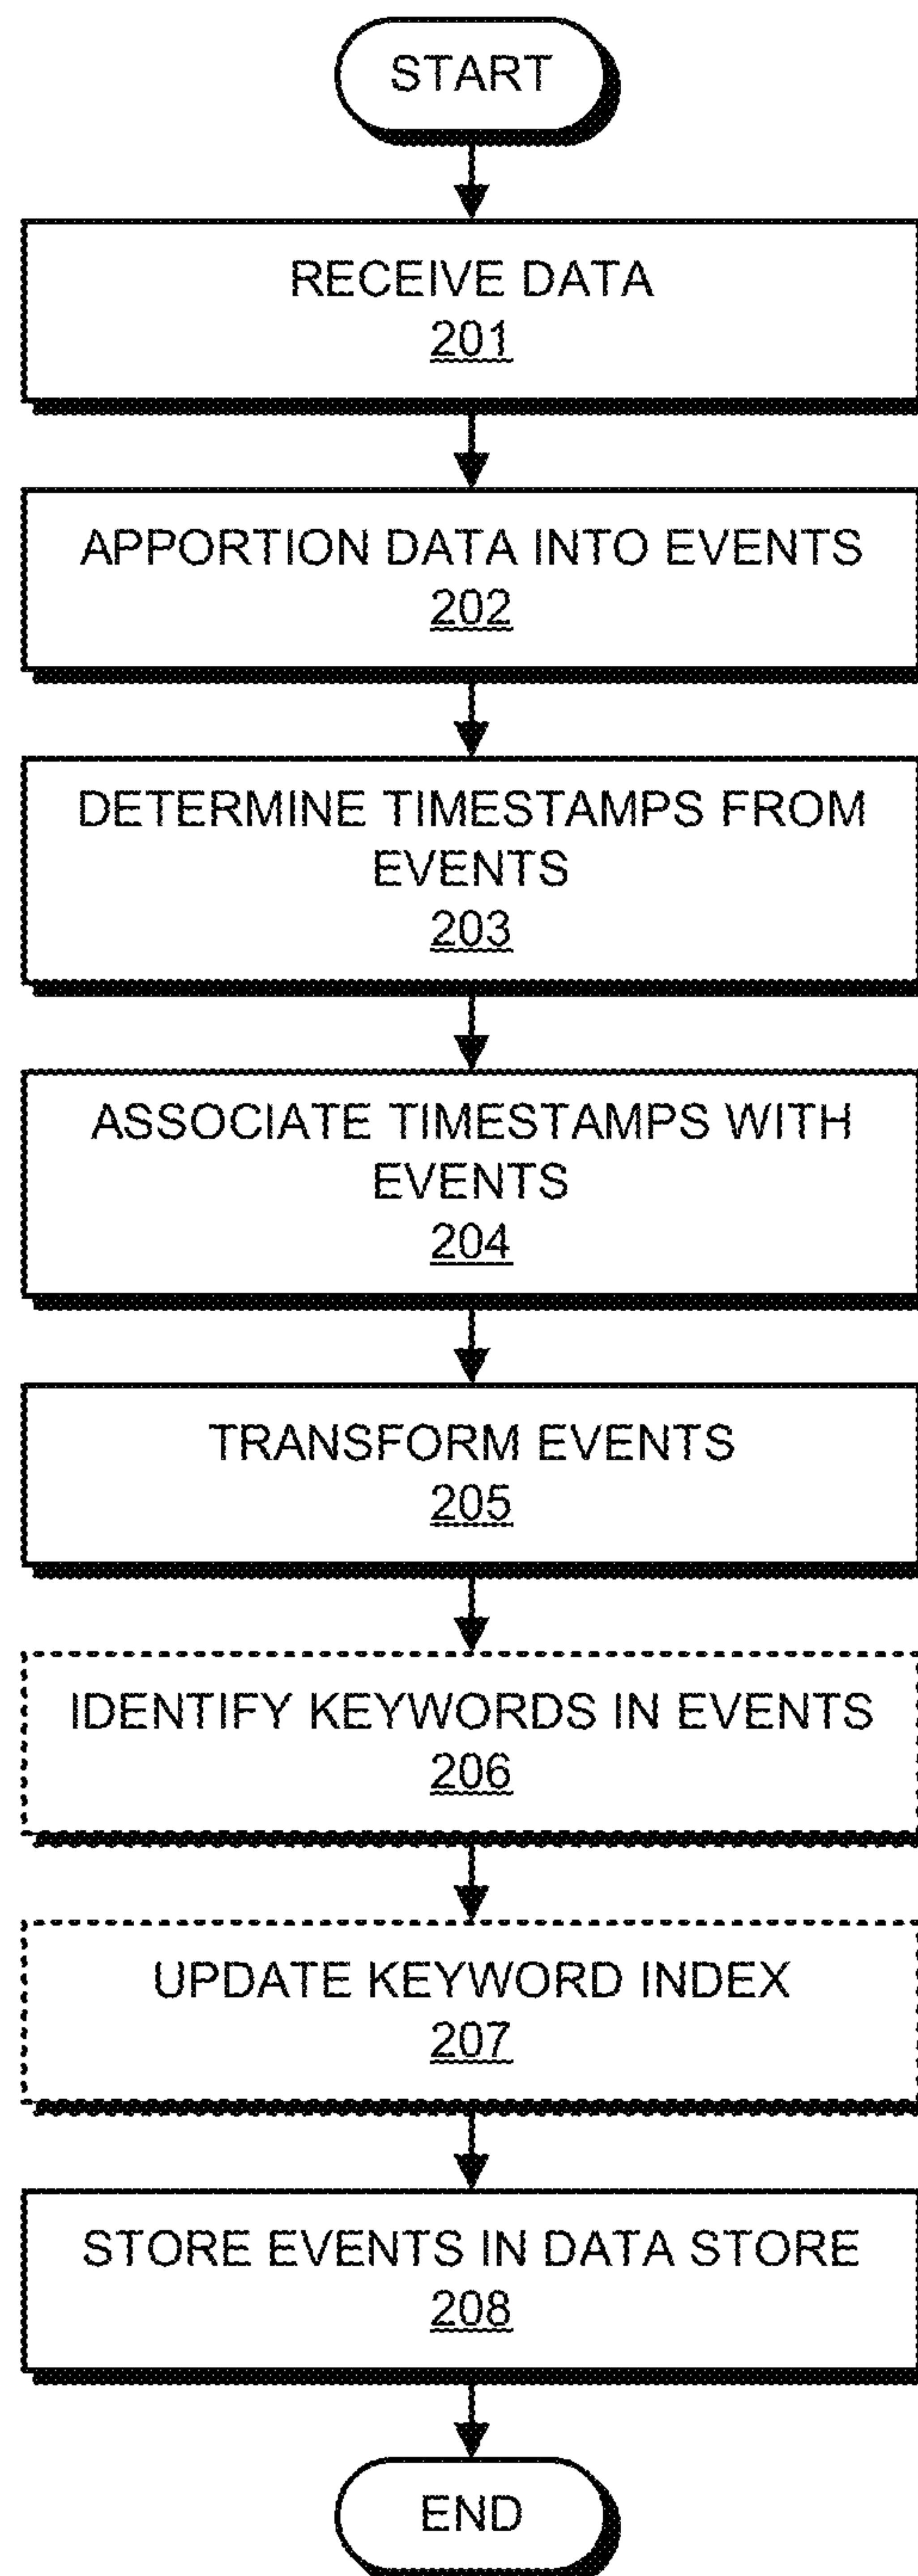 START
RECEIVE DATA
201
APPORTION DATA INTO EVENTS
202
DETERMINE TIMESTAMPS FROM
EVENTS
203
ASSOCIATE TIMESTAMPS WITH
EVENTS
204
TRANSFORM EVENTS
205
IDENTIFY KEYWORDS IN EVENTS
206
UPDATE KEYWORD INDEX
207
STORE EVENTS IN DATA STORE
208
END